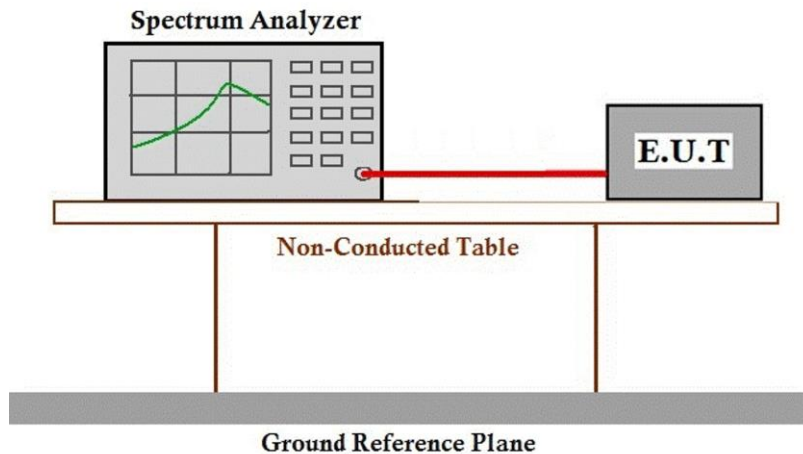 Spectrum Analyzer
E.U.T
Non-Conducted Table
Ground Reference Plane